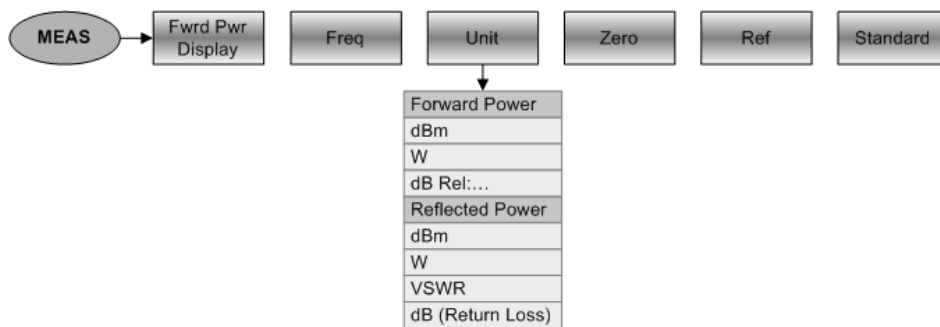 MEAS
Fwrd Pwr
Display
Freq
Unit
Zero
Ref
Standard
Forward Power
dBm
W
dB Rel:...
Reflected Power
dBm
W
VSWR
dB (Return Loss)